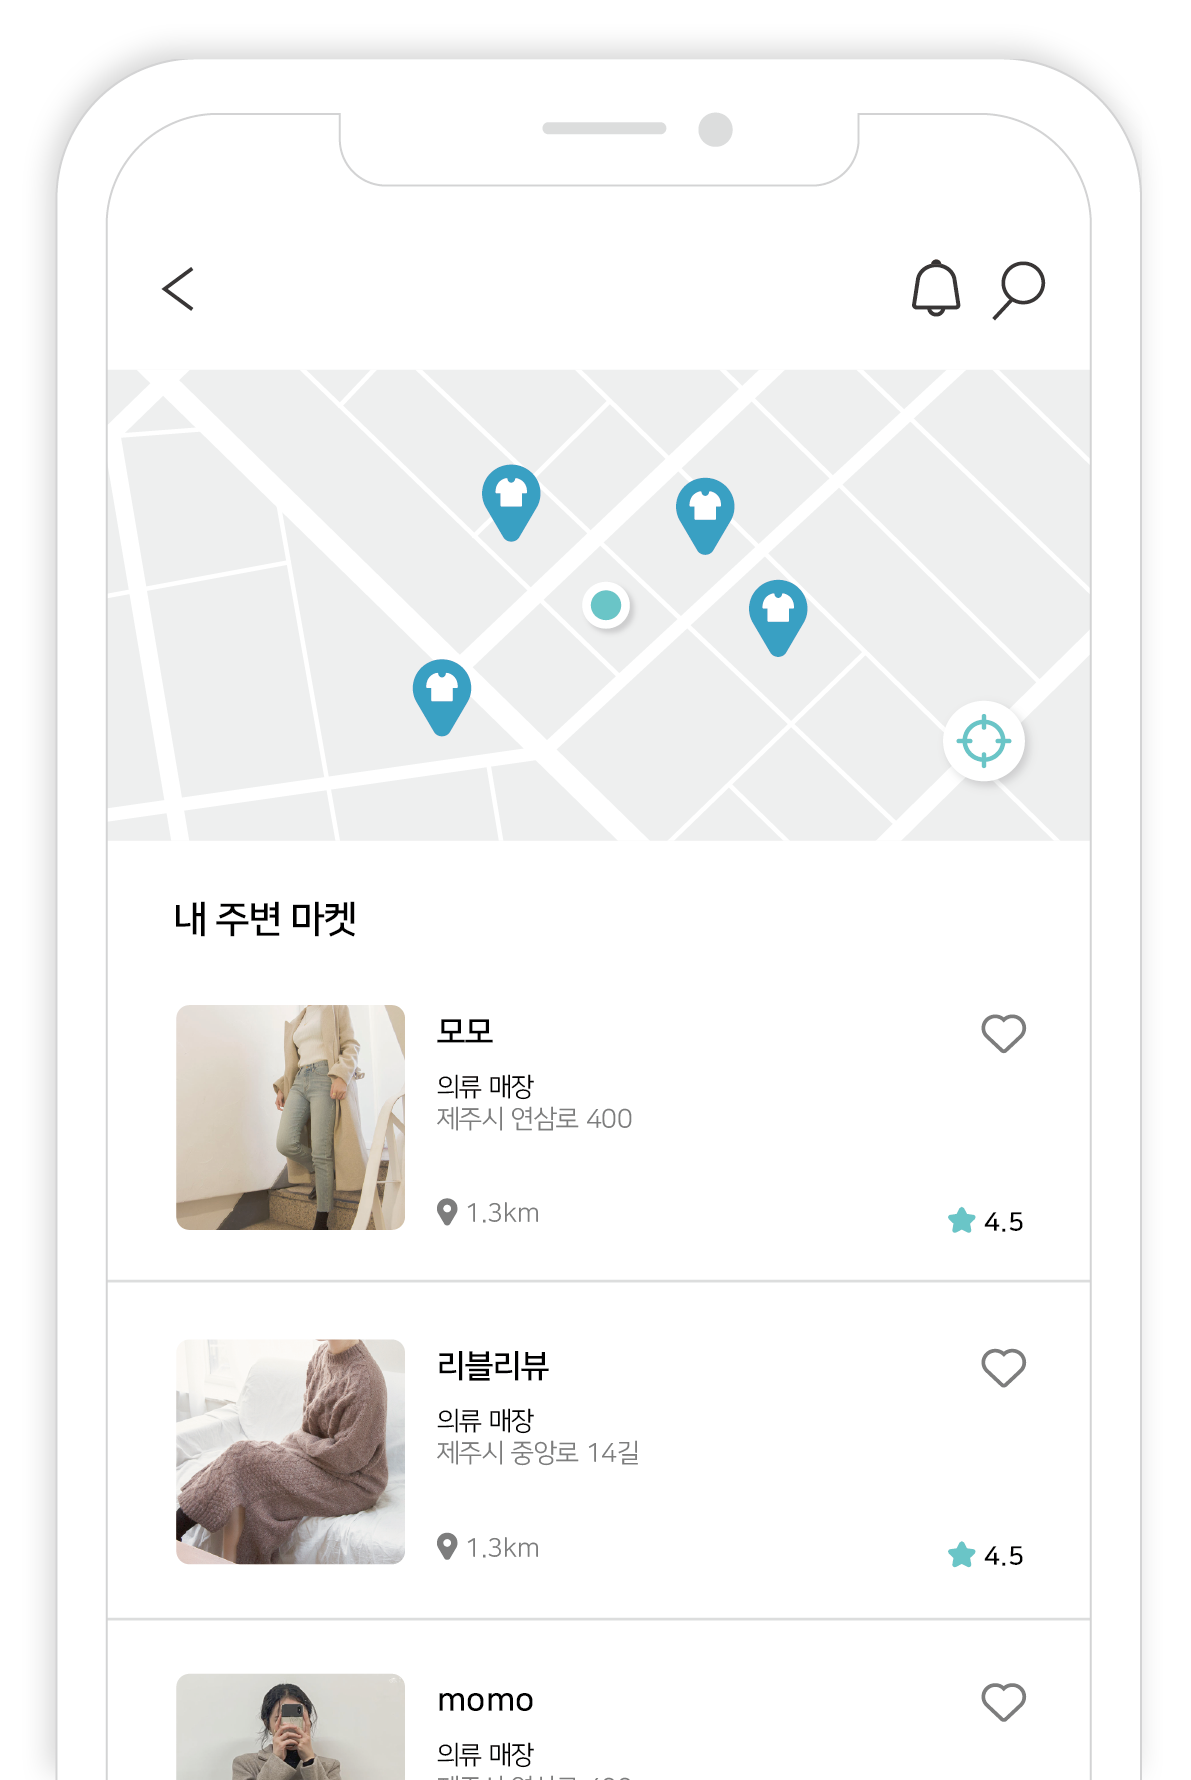 내 주변 마켓
모모
의류 매장
제주시 연삼로 400
1.3km
4.5
리블리뷰
의류 매장
제주시 중앙로 14길
1.3km
4.5
momo
의류 매장